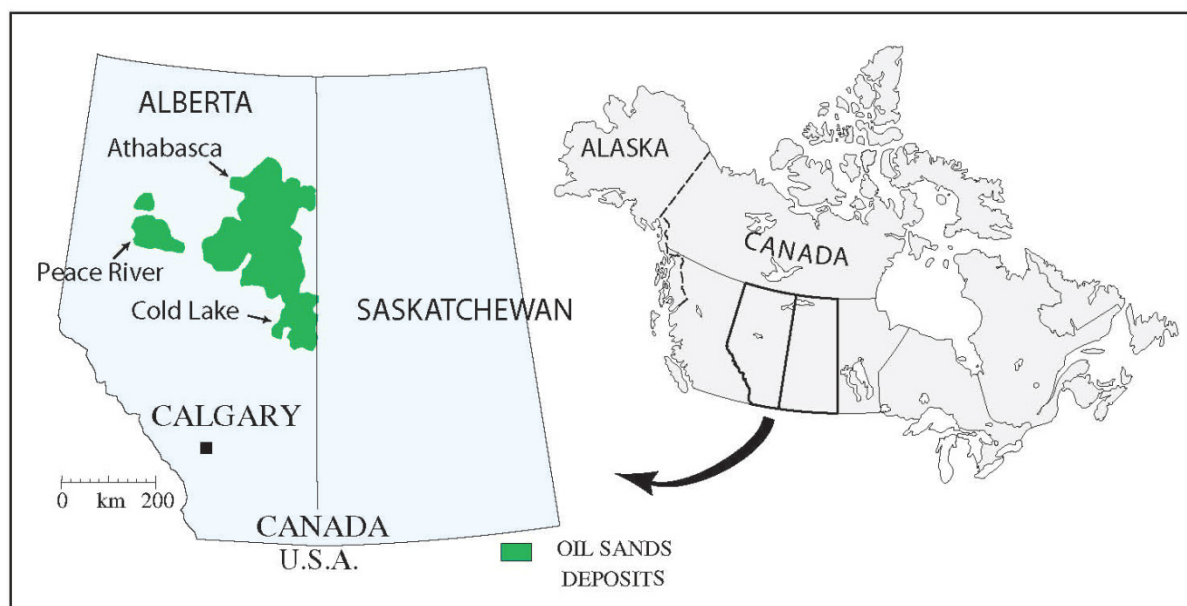 ALBERTA
Athabasca
Peace River
Cold Lake
SASKATCHEWAN
CALGARY
0 km 200
CANADA
U.S.A.
OIL SANDS
DEPOSITS
ALASKA
CANADA